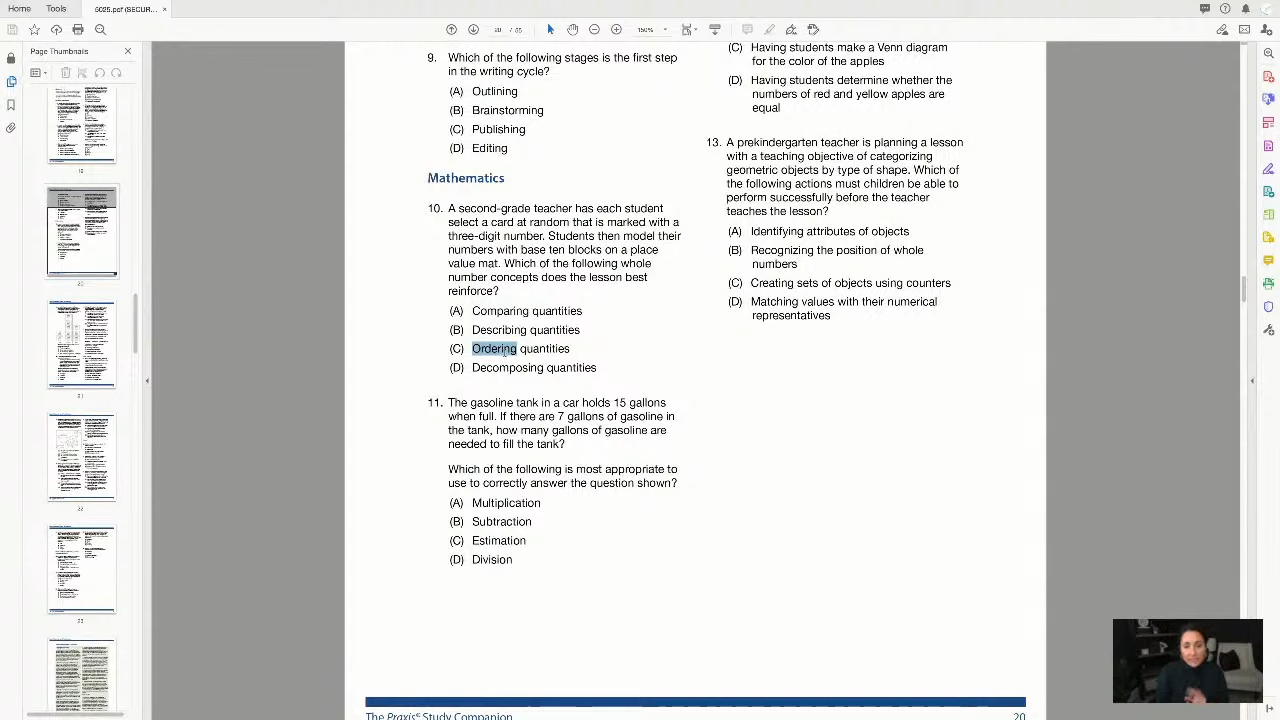 Home
Tools
5025.pdf (SECUR...
20
/ 55
150%
Page Thumbnails
19
20
21
22
23
9. Which of the following stages is the first step
in the writing cycle?
(A) Outlining
(B) Brainstorming
(C) Publishing
(D) Editing
Mathematics
10. A second-grade teacher has each student
select a card at random that is marked with a
three-digit number. Students then model their
numbers with base ten blocks on a place
value mat. Which of the following whole
number concepts does the lesson best
reinforce?
(A) Comparing quantities
(B) Describing quantities
(C) Ordering quantities
(D) Decomposing quantities
11. The gasoline tank in a car holds 15 gallons
when full. If there are 7 gallons of gasoline in
the tank, how many gallons of gasoline are
needed to fill the tank?
Which of the following is most appropriate to
use to correctly answer the question shown?
(A) Multiplication
(B) Subtraction
(C) Estimation
(D) Division
(C) Having students make a Venn diagram
for the color of the apples
(D) Having students determine whether the
numbers of red and yellow apples are
equal
13. A prekindergarten teacher is planning a lesson
with a teaching objective of categorizing
geometric objects by type of shape. Which of
the following actions must children be able to
perform successfully before the teacher
teaches the lesson?
(A) Identifying attributes of objects
(B) Recognizing the position of whole
numbers
(C) Creating sets of objects using counters
(D) Matching values with their numerical
representatives
The Praxis® Study Companion
20